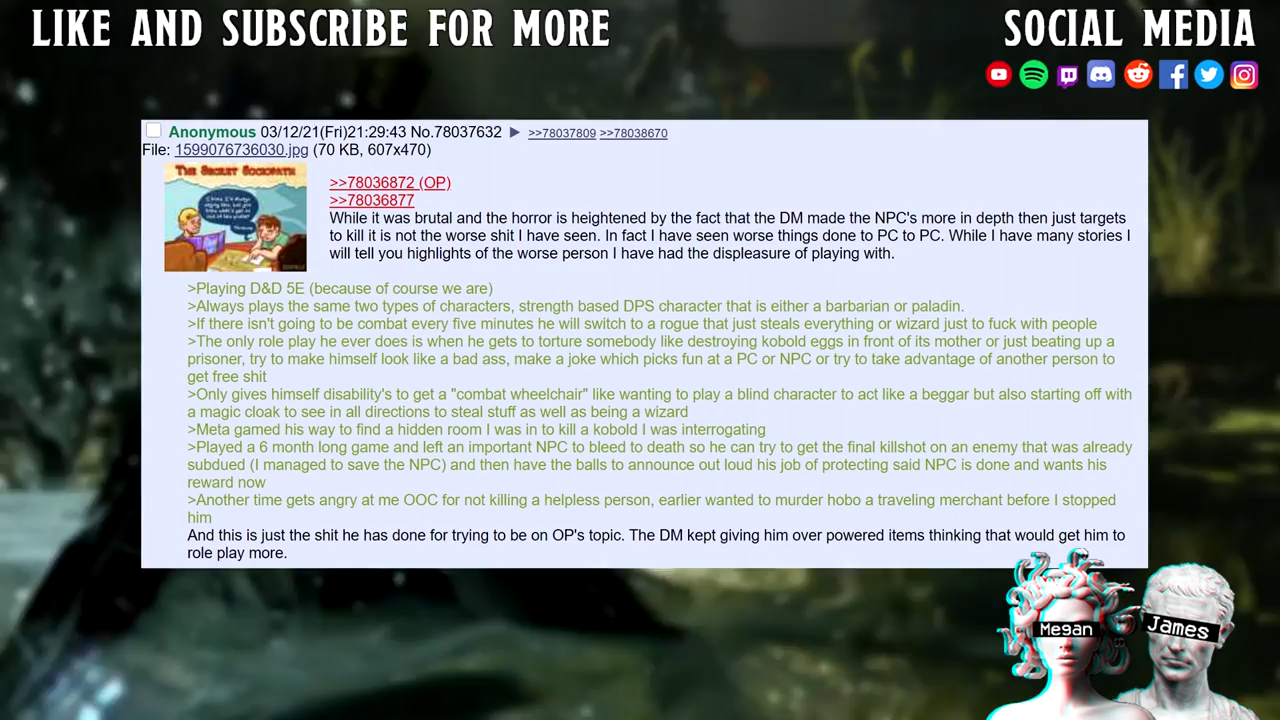 LIKE AND SUBSCRIBE FOR MORE
SOCIAL MEDIA
Anonymous 03/12/21(Fri)21:29:43 No.78037632 ▶ >>78037809 >>78038670
File: 1599076736030.jpg (70 KB, 607x470)
THE SECRET SOCIOPATH
>>78036872 (OP)
>>78036877
While it was brutal and the horror is heightened by the fact that the DM made the NPC's more in depth then just targets
to kill it is not the worse shit I have seen. In fact I have seen worse things done to PC to PC. While I have many stories I
will tell you highlights of the worse person I have had the displeasure of playing with.
>Playing D&D 5E (because of course we are)
>Always plays the same two types of characters, strength based DPS character that is either a barbarian or paladin.
>If there isn't going to be combat every five minutes he will switch to a rogue that just steals everything or wizard just to fuck with people
>The only role play he ever does is when he gets to torture somebody like destroying kobold eggs in front of its mother or just beating up a
prisoner, try to make himself look like a bad ass, make a joke which picks fun at a PC or NPC or try to take advantage of another person to
get free shit
>Only gives himself disability's to get a "combat wheelchair" like wanting to play a blind character to act like a beggar but also starting off with
a magic cloak to see in all directions to steal stuff as well as being a wizard
>Meta gamed his way to find a hidden room I was in to kill a kobold I was interrogating
>Played a 6 month long game and left an important NPC to bleed to death so he can try to get the final killshot on an enemy that was already
subdued (I managed to save the NPC) and then have the balls to announce out loud his job of protecting said NPC is done and wants his
reward now
>Another time gets angry at me OOC for not killing a helpless person, earlier wanted to murder hobo a traveling merchant before I stopped
him
And this is just the shit he has done for trying to be on OP's topic. The DM kept giving him over powered items thinking that would get him to
role play more.
Megan
James